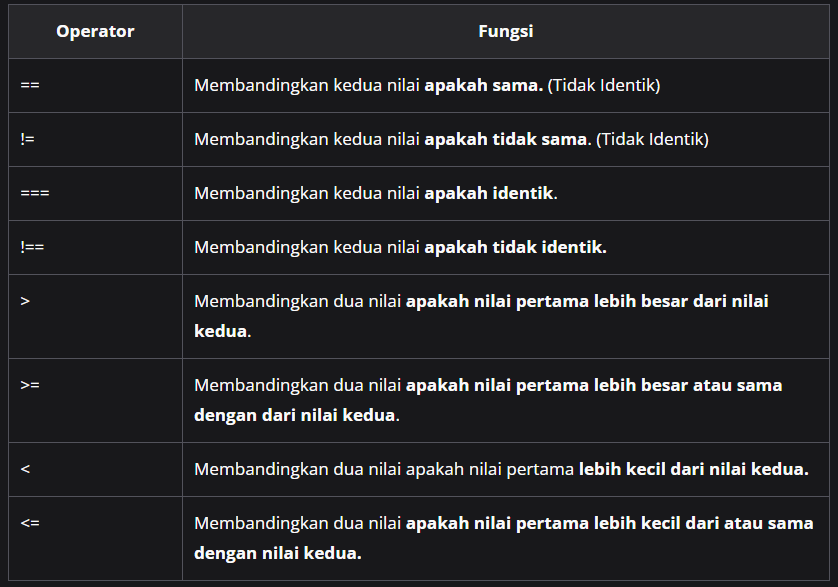 Operator Fungsi
== Membandingkan kedua nilai apakah sama. (Tidak Identik)
!= Membandingkan kedua nilai apakah tidak sama. (Tidak Identik)
=== Membandingkan kedua nilai apakah identik.
!== Membandingkan kedua nilai apakah tidak identik.
> Membandingkan dua nilai apakah nilai pertama lebih besar dari nilai
kedua.
>= Membandingkan dua nilai apakah nilai pertama lebih besar atau sama
dengan dari nilai kedua.
< Membandingkan dua nilai apakah nilai pertama lebih kecil dari nilai kedua.
<= Membandingkan dua nilai apakah nilai pertama lebih kecil dari atau sama
dengan nilai kedua.